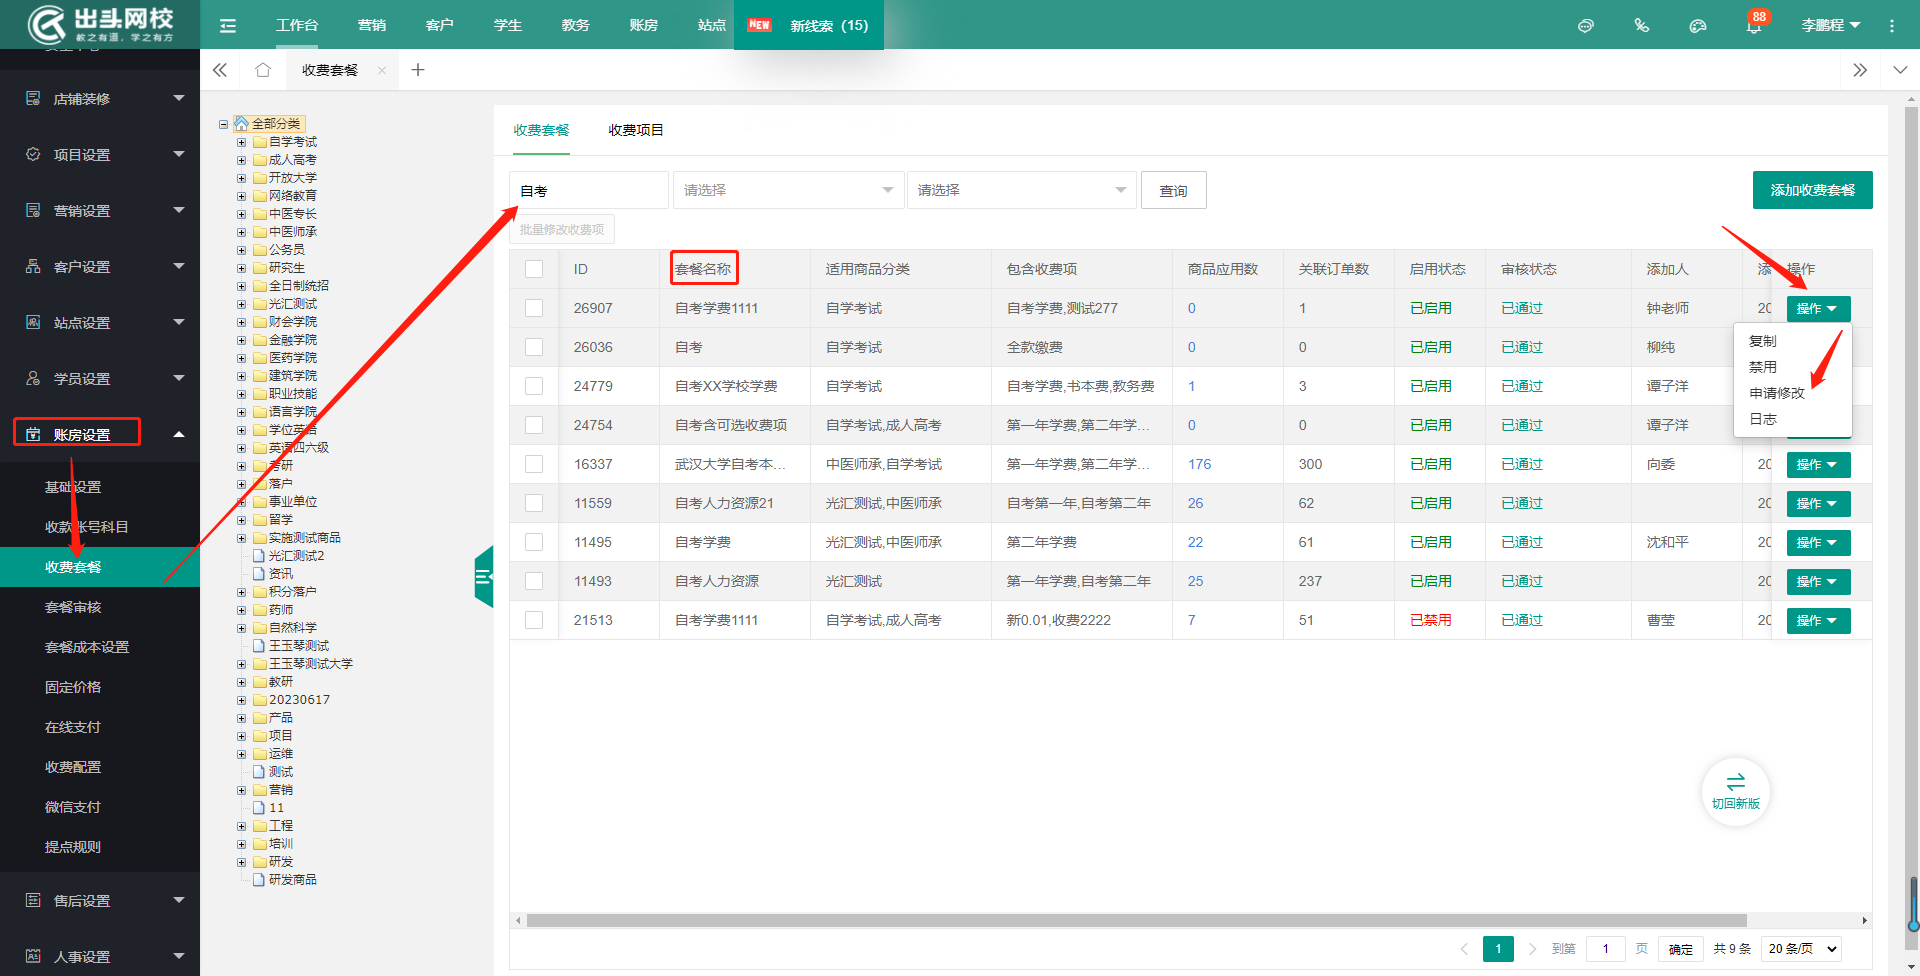 出头网校
教之有道，学之有方
工作台
营销
客户
学生
教务
账房
站点
NEW
新线索（15）
88
李鹏程
收费套餐
店铺装修
项目设置
营销设置
客户设置
站点设置
学员设置
账房设置
基础设置
收款账号科目
收费套餐
套餐审核
套餐成本设置
固定价格
在线支付
收费配置
微信支付
提点规则
售后设置
人事设置
全部分类
自学考试
成人高考
开放大学
网络教育
中医专长
中医师承
公务员
研究生
全日制统招
光汇测试
财会学院
金融学院
医药学院
建筑学院
职业技能
语言学院
学位英语
英语四六级
考研
落户
事业单位
留学
实施测试商品
光汇测试2
资讯
积分落户
药师
自然科学
王玉琴测试
王玉琴测试大学
教研
20230617
产品
项目
运维
测试
营销
11
工程
培训
研发
研发商品
收费套餐
收费项目
自考
请选择
请选择
查询
添加收费套餐
批量修改收费项
ID 套餐名称 适用商品分类 包含收费项 商品应用数 关联订单数 启用状态 审核状态 添加人 添 操作
26907 自考学费1111 自学考试 自考学费,测试277 0 1 已启用 已通过 钟老师 20 操作
26036 自考 自学考试 全款缴费 0 0 已启用 已通过 柳纯
24779 自考XX学校学费 自学考试 自考学费,书本费,教务费 1 3 已启用 已通过 谭子洋
24754 自考含可选收费项 自学考试,成人高考 第一年学费,第二年学... 0 0 已启用 已通过 谭子洋
16337 武汉大学自考本... 中医师承,自学考试 第一年学费,第二年学... 176 300 已启用 已通过 向委 20 操作
11559 自考人力资源21 光汇测试,中医师承 自考第一年,自考第二年 26 62 已启用 已通过 20 操作
11495 自考学费 光汇测试,中医师承 第二年学费 22 61 已启用 已通过 沈和平 20 操作
11493 自考人力资源 光汇测试 第一年学费,自考第二年 25 237 已启用 已通过 20 操作
21513 自考学费1111 自学考试,成人高考 新0.01,收费2222 7 51 已禁用 已通过 曹莹 20 操作
复制
禁用
申请修改
日志
切回新版
1 到第 1 页 确定 共 9 条 20 条/页